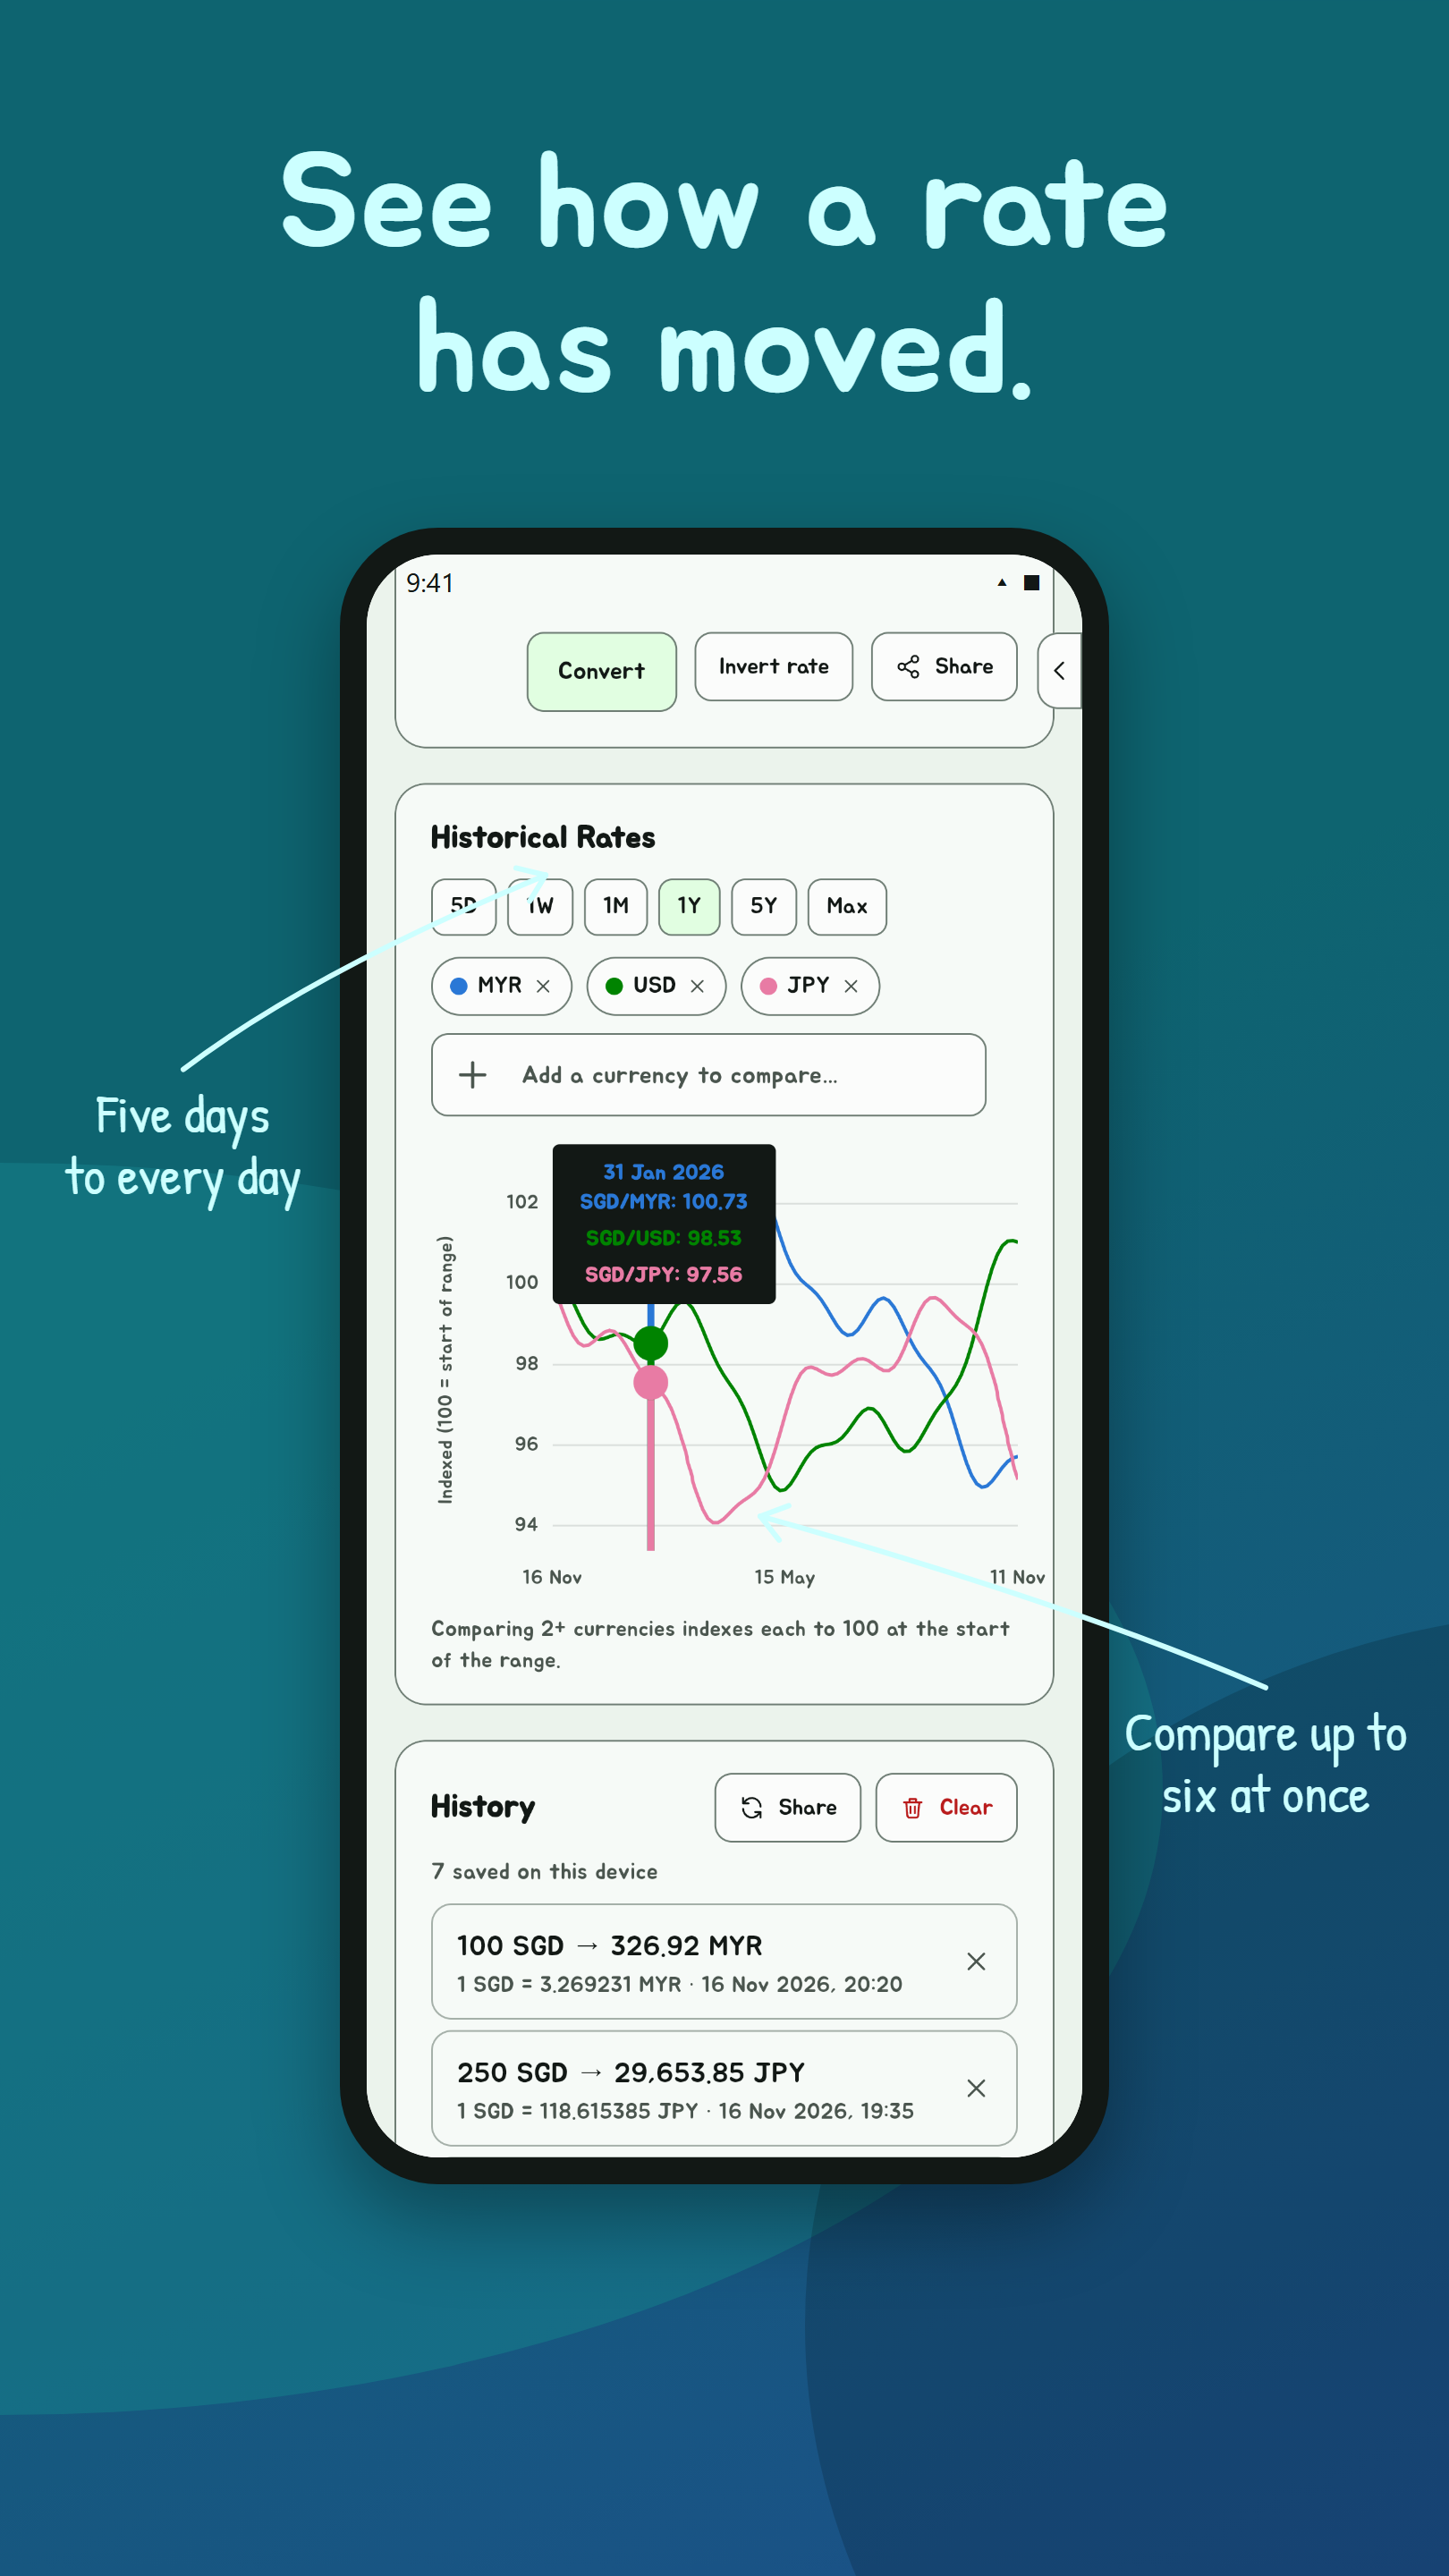 See how a rate
has moved.
9:41
Convert
Invert rate
Share
Historical Rates
5D
1W
1M
1Y
5Y
Max
MYR
USD
JPY
Add a currency to compare...
Five days
to every day
31 Jan 2026
SGD/MYR: 100.73
SGD/USD: 98.53
SGD/JPY: 97.56
Indexed (100 = start of range)
102
100
98
96
94
16 Nov
15 May
11 Nov
Comparing 2+ currencies indexes each to 100 at the start
of the range.
Compare up to
six at once
History
Share
Clear
7 saved on this device
100 SGD → 326.92 MYR
1 SGD = 3.269231 MYR · 16 Nov 2026, 20:20
250 SGD → 29,653.85 JPY
1 SGD = 118.615385 JPY · 16 Nov 2026, 19:35